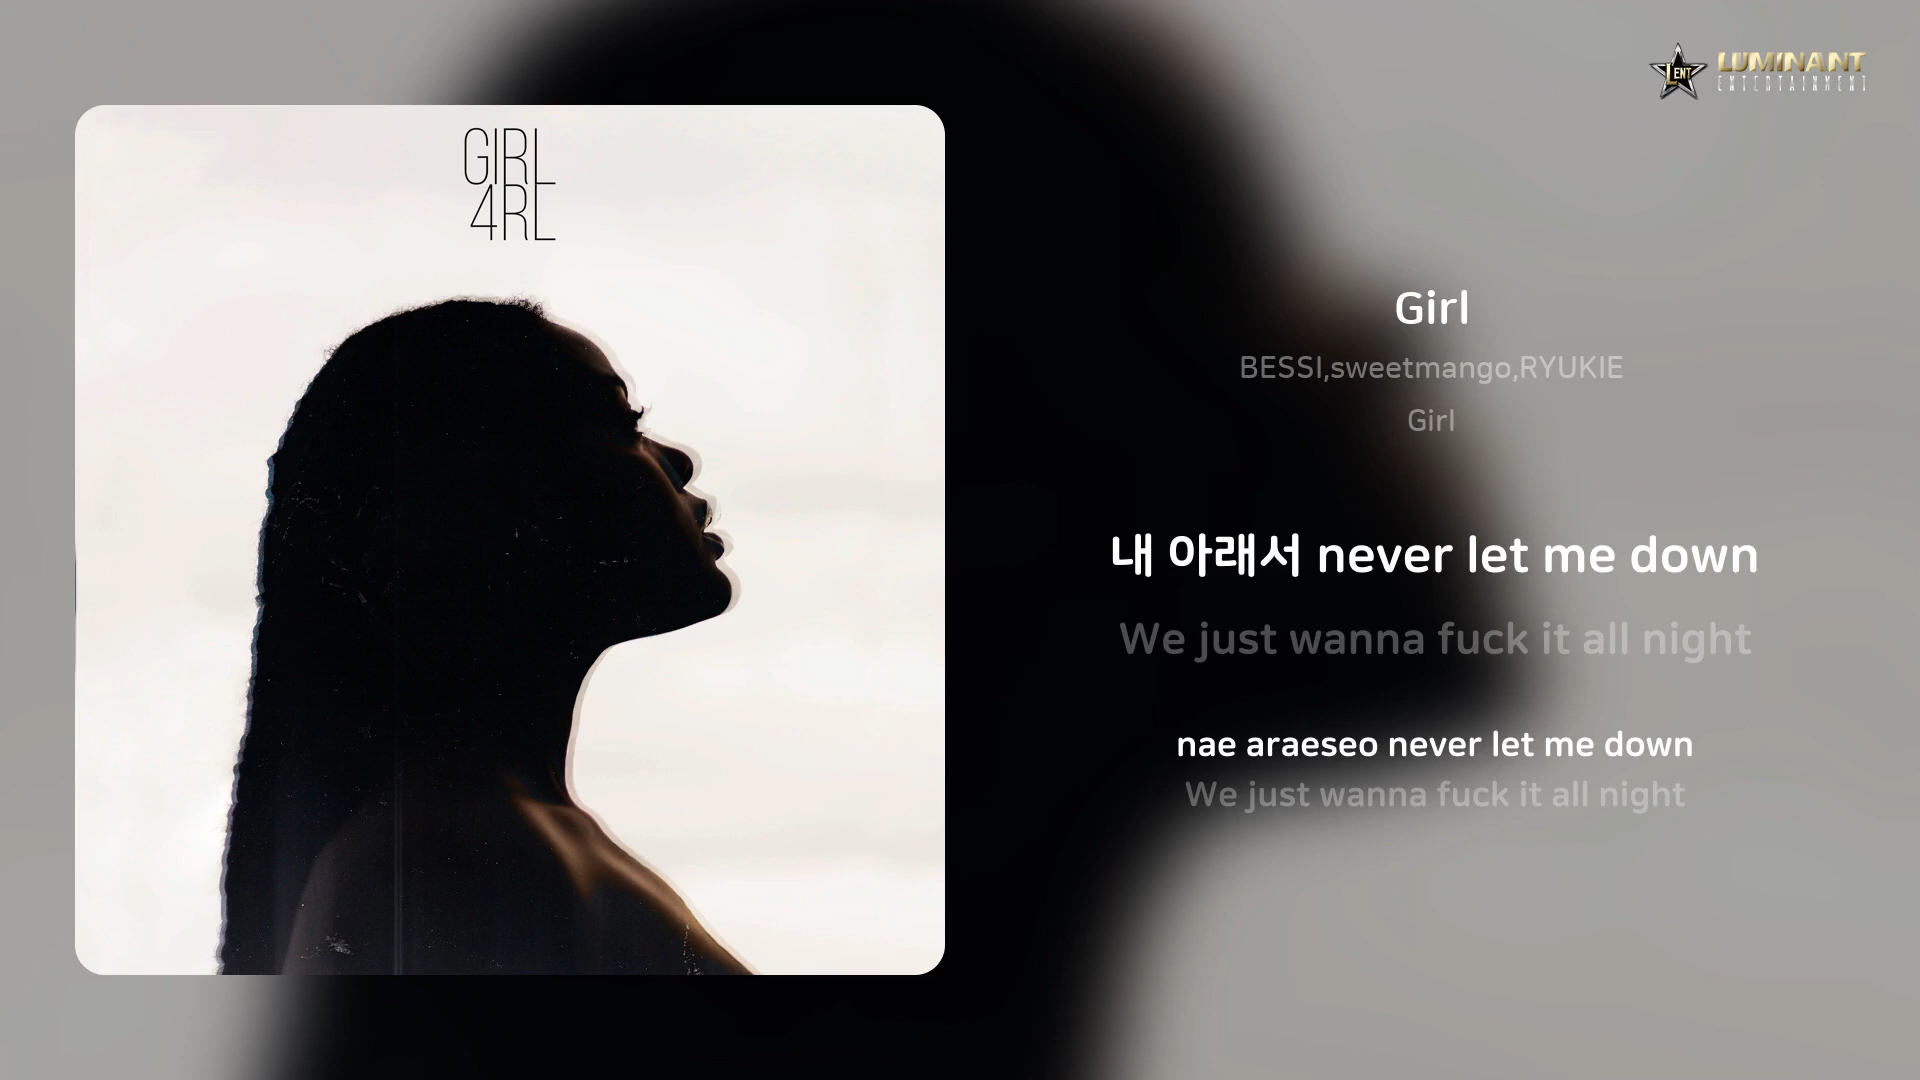 GIRL
4RL
LENT
LUMINANT
ENTERTAINMENT
Girl
BESSI,sweetmango,RYUKIE
Girl
내 아래서 never let me down
We just wanna fuck it all night
nae araeseo never let me down
We just wanna fuck it all night